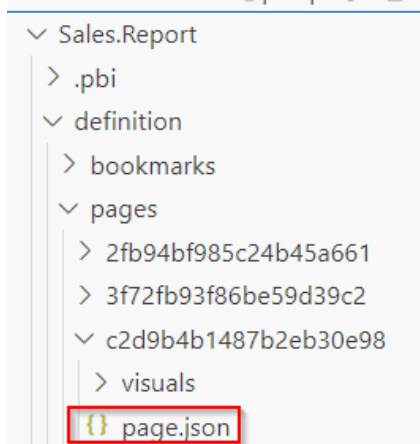 Sales.Report
.pbi
definition
bookmarks
pages
2fb94bf985c24b45a661
3f72fb93f86be59d39c2
c2d9b4b1487b2eb30e98
visuals
{} page.json